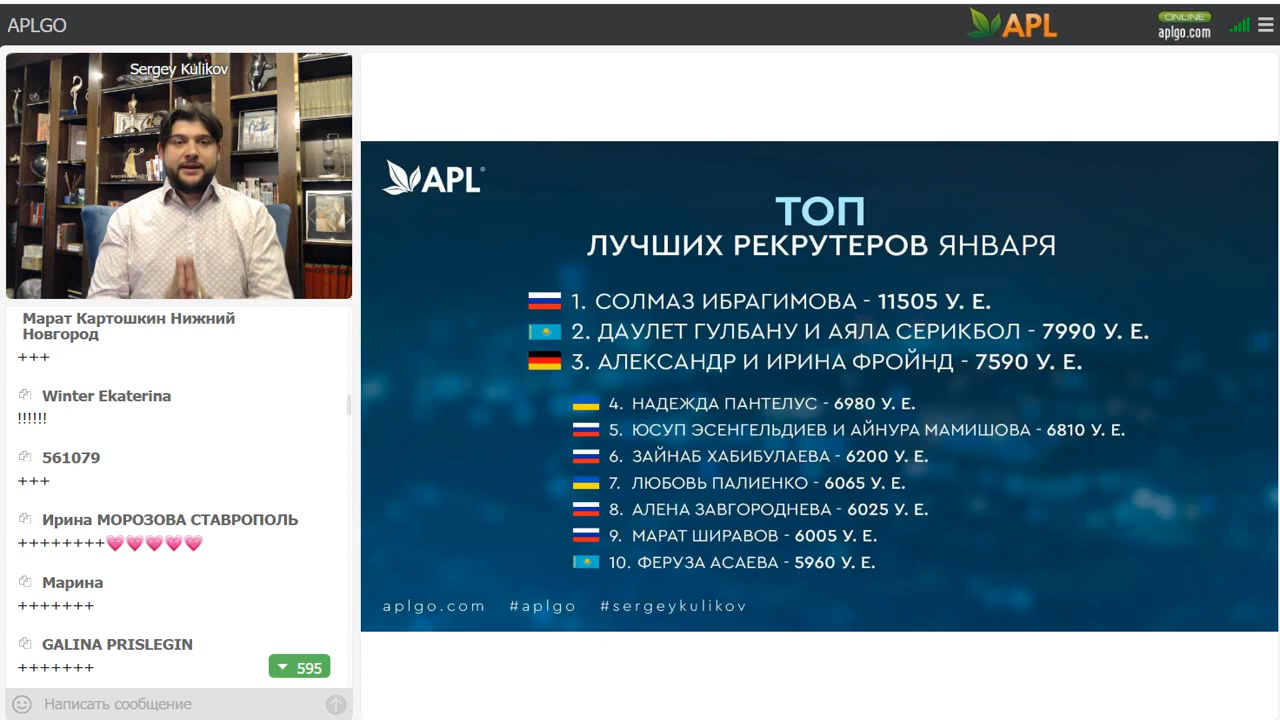 APLGO
APL
ONLINE
aplgo.com
Sergey Kulikov
Марат Картошкин Нижний
Новгород
+++
Winter Ekaterina
!!!!!!
561079
+++
Ирина МОРОЗОВА СТАВРОПОЛЬ
++++++++💗💗💗💗💗
Марина
+++++++
GALINA PRISLEGIN
+++++++
595
Написать сообщение
APL®
ТОП
ЛУЧШИХ РЕКРУТЕРОВ ЯНВАРЯ
1. СОЛМАЗ ИБРАГИМОВА - 11505 У. Е.
2. ДАУЛЕТ ГУЛБАНУ И АЯЛА СЕРИКБОЛ - 7990 У. Е.
3. АЛЕКСАНДР И ИРИНА ФРОЙНД - 7590 У. Е.
4. НАДЕЖДА ПАНТЕЛУС - 6980 У. Е.
5. ЮСУП ЭСЕНГЕЛЬДИЕВ И АЙНУРА МАМИШОВА - 6810 У. Е.
6. ЗАЙНАБ ХАБИБУЛАЕВА - 6200 У. Е.
7. ЛЮБОВЬ ПАЛИЕНКО - 6065 У. Е.
8. АЛЕНА ЗАВГОРОДНЕВА - 6025 У. Е.
9. МАРАТ ШИРАВОВ - 6005 У. Е.
10. ФЕРУЗА АСАЕВА - 5960 У. Е.
aplgo.com #aplgo #sergeykulikov